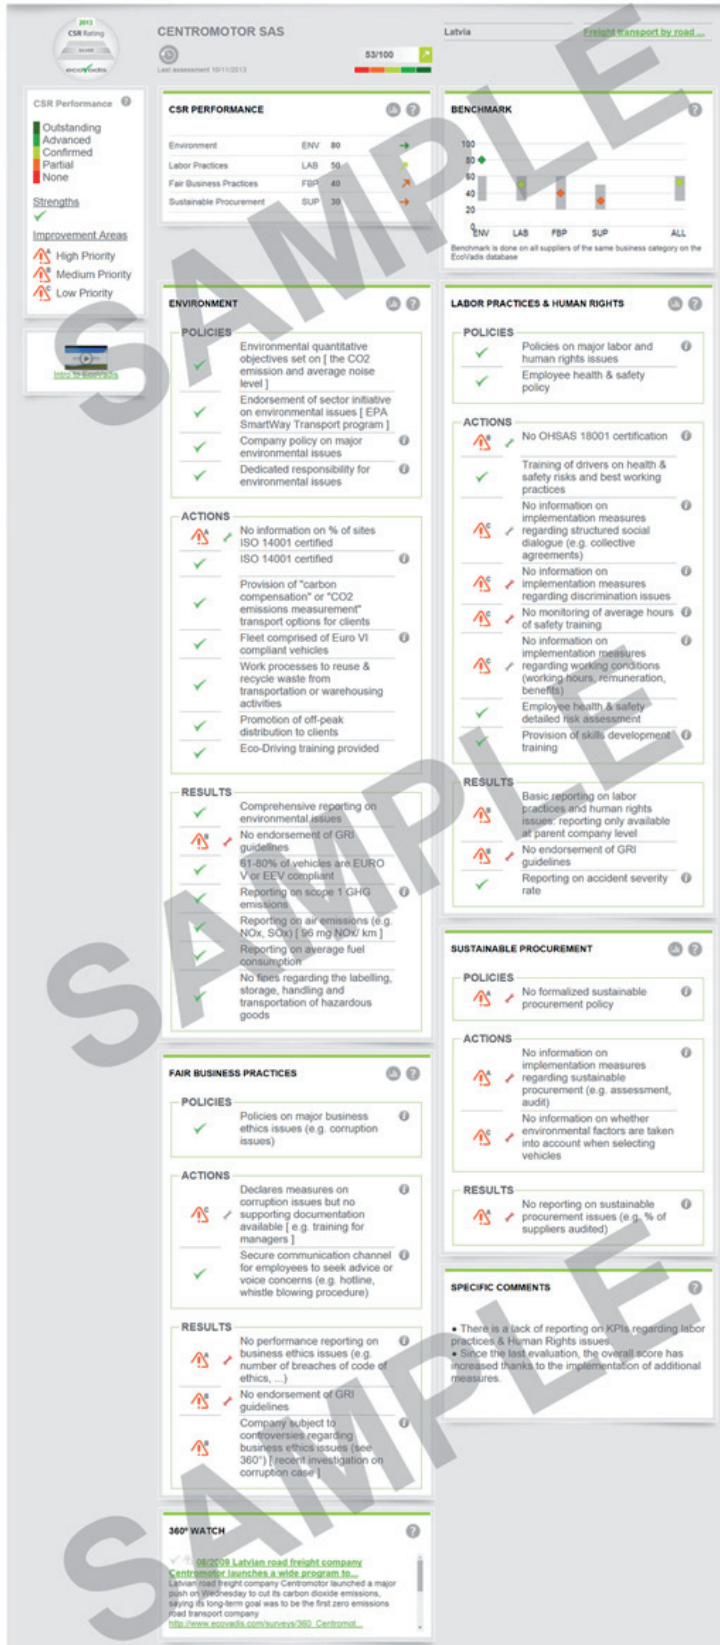 2013
CSR Rating
SILVER
ecovadis
CENTROMOTOR SAS
Last assessment 10/11/2013
53/100
Latvia
Freight transport by road ...
CSR Performance
Outstanding
Advanced
Confirmed
Partial
None
Strengths
Improvement Areas
A High Priority
B Medium Priority
C Low Priority
Intro to EcoVadis
CSR PERFORMANCE
Environment ENV 80
Labor Practices LAB 50
Fair Business Practices FBP 40
Sustainable Procurement SUP 30
BENCHMARK
100
80
60
40
20
0
ENV LAB FBP SUP ALL
Benchmark is done on all suppliers of the same business category on the
EcoVadis database
ENVIRONMENT
POLICIES
Environmental quantitative
objectives set on [ the CO2
emission and average noise
level ]
Endorsement of sector initiative
on environmental issues [ EPA
SmartWay Transport program ]
Company policy on major
environmental issues
Dedicated responsibility for
environmental issues
ACTIONS
A No information on % of sites
ISO 14001 certified
ISO 14001 certified
Provision of "carbon
compensation" or "CO2
emissions measurement"
transport options for clients
Fleet comprised of Euro VI
compliant vehicles
Work processes to reuse &
recycle waste from
transportation or warehousing
activities
Promotion of off-peak
distribution to clients
Eco-Driving training provided
RESULTS
Comprehensive reporting on
environmental issues
B No endorsement of GRI
guidelines
61-80% of vehicles are EURO
V or EEV compliant
Reporting on scope 1 GHG
emissions
Reporting on air emissions (e.g.
NOx, SOx) [ 96 mg NOx/ km ]
Reporting on average fuel
consumption
No fines regarding the labelling,
storage, handling and
transportation of hazardous
goods
LABOR PRACTICES & HUMAN RIGHTS
POLICIES
Policies on major labor and
human rights issues
Employee health & safety
policy
ACTIONS
B No OHSAS 18001 certification
Training of drivers on health &
safety risks and best working
practices
No information on
implementation measures
C regarding structured social
dialogue (e.g. collective
agreements)
No information on
C implementation measures
regarding discrimination issues
C No monitoring of average hours
of safety training
No information on
implementation measures
C regarding working conditions
(working hours, remuneration,
benefits)
Employee health & safety
detailed risk assessment
Provision of skills development
training
RESULTS
Basic reporting on labor
B practices and human rights
issues: reporting only available
at parent company level
B No endorsement of GRI
guidelines
Reporting on accident severity
rate
FAIR BUSINESS PRACTICES
POLICIES
Policies on major business
ethics issues (e.g. corruption
issues)
ACTIONS
Declares measures on
C corruption issues but no
supporting documentation
available [ e.g. training for
managers ]
Secure communication channel
for employees to seek advice or
voice concerns (e.g. hotline,
whistle blowing procedure)
RESULTS
No performance reporting on
A business ethics issues (e.g.
number of breaches of code of
ethics, ...)
B No endorsement of GRI
guidelines
Company subject to
controversies regarding
B business ethics issues (see
360°) [ recent investigation on
corruption case ]
SUSTAINABLE PROCUREMENT
POLICIES
A No formalized sustainable
procurement policy
ACTIONS
No information on
implementation measures
A regarding sustainable
procurement (e.g. assessment,
audit)
No information on whether
C environmental factors are taken
into account when selecting
vehicles
RESULTS
No reporting on sustainable
A procurement issues (e.g. % of
suppliers audited)
SPECIFIC COMMENTS
• There is a lack of reporting on KPIs regarding labor
practices & Human Rights issues.
• Since the last evaluation, the overall score has
increased thanks to the implementation of additional
measures.
360° WATCH
08/2009 Latvian road freight company
Centromotor launches a wide program to...
Latvian road freight company Centromotor launched a major
push on Wednesday to cut its carbon dioxide emissions,
saying its long-term goal was to be the first zero emissions
road transport company
http://www.ecovadis.com/surveys/360_Centromot...
SAMPLE
SAMPLE
SAMPLE
SAMPLE